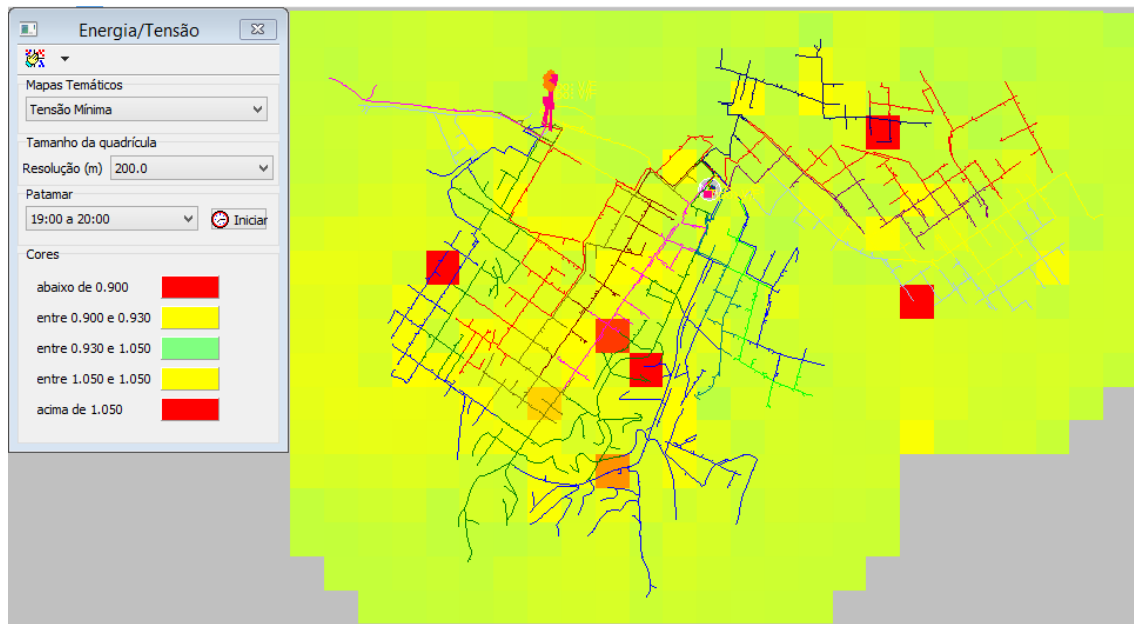 Energia/Tensão
Mapas Temáticos
Tensão Mínima
Tamanho da quadrícula
Resolução (m) 200.0
Patamar
19:00 a 20:00 Iniciar
Cores
abaixo de 0.900
entre 0.900 e 0.930
entre 0.930 e 1.050
entre 1.050 e 1.050
acima de 1.050